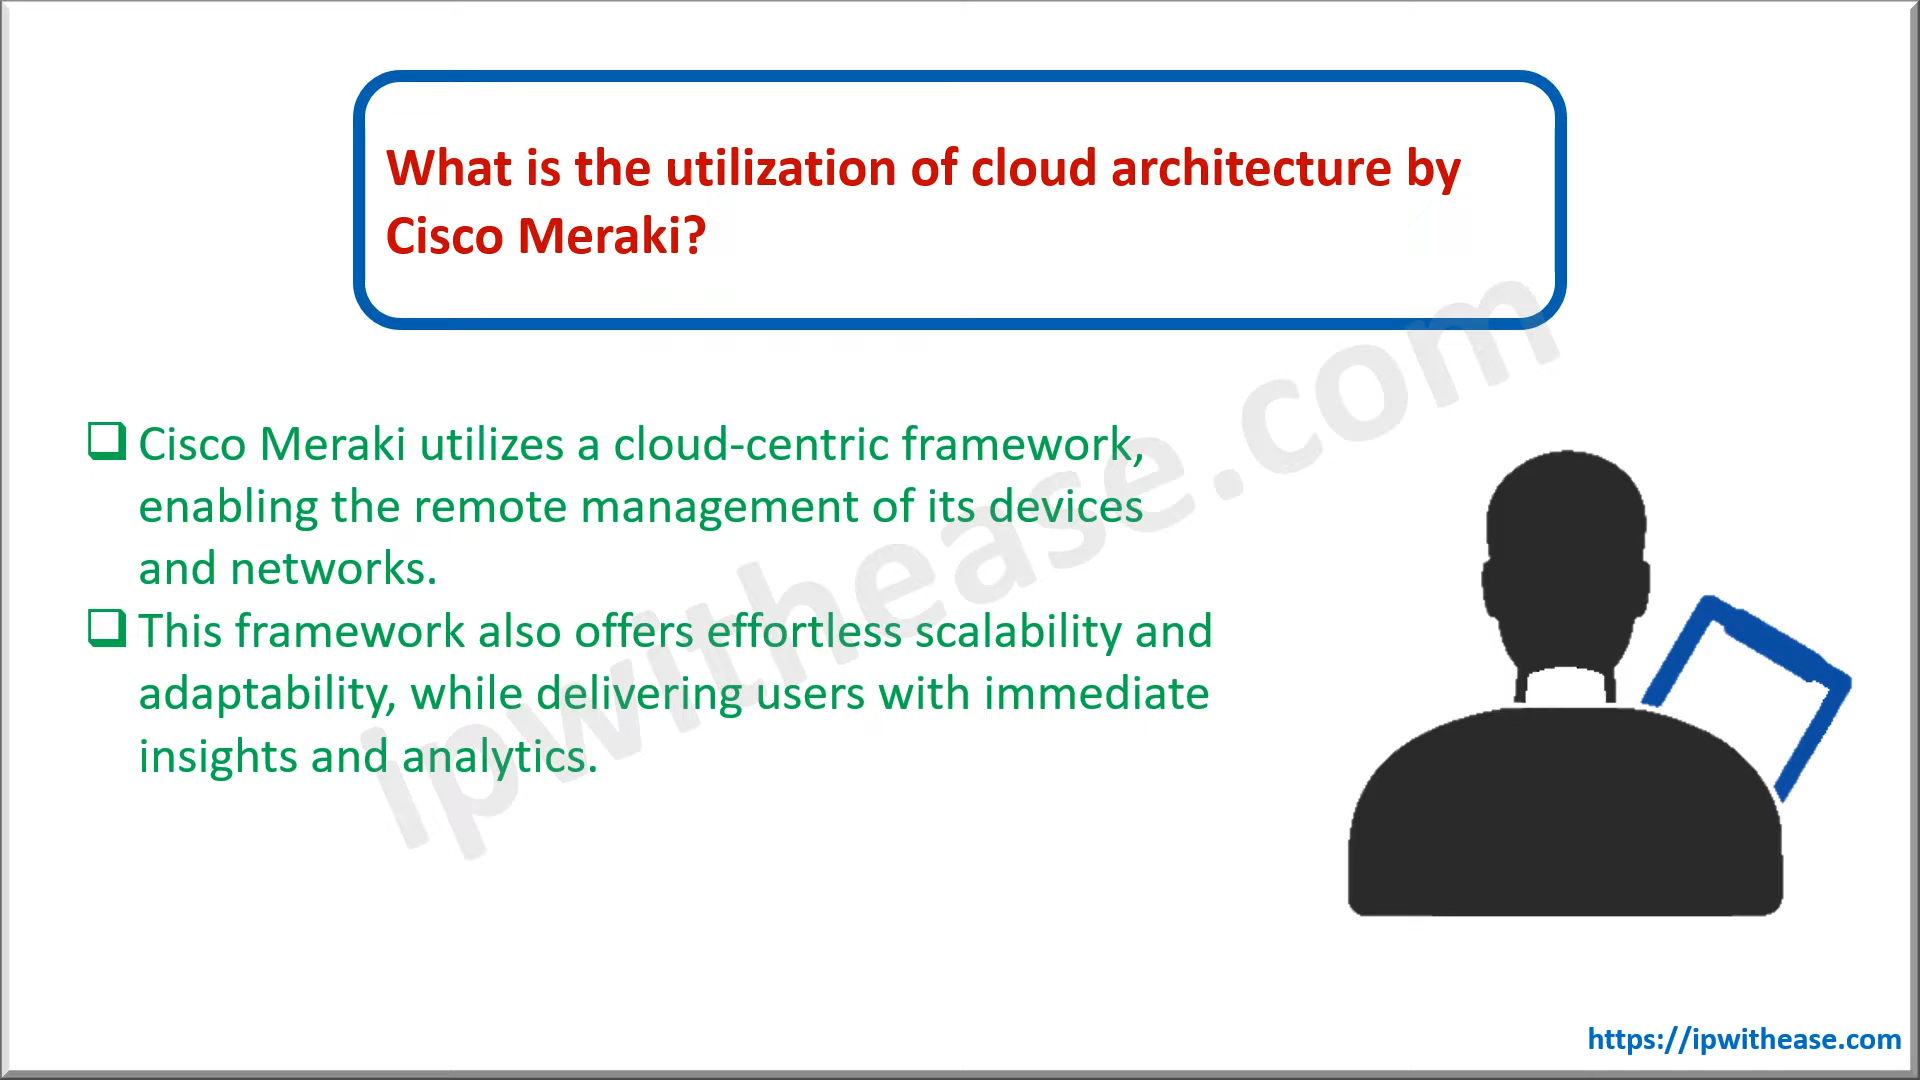 What is the utilization of cloud architecture by
Cisco Meraki?
Cisco Meraki utilizes a cloud-centric framework,
enabling the remote management of its devices
and networks.
This framework also offers effortless scalability and
adaptability, while delivering users with immediate
insights and analytics.
ipwithease.com
https://ipwithease.com